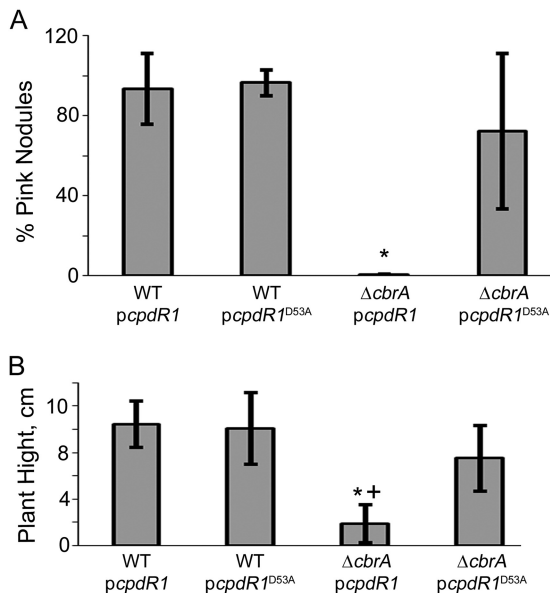 A
% Pink Nodules
120
80
40
0
*
WT WT ΔcbrA ΔcbrA
pcpdR1 pcpdR1D53A pcpdR1 pcpdR1D53A
B
Plant Hight, cm
10
8
4
2
0
*+
WT WT ΔcbrA ΔcbrA
pcpdR1 pcpdR1D53A pcpdR1 pcpdR1D53A